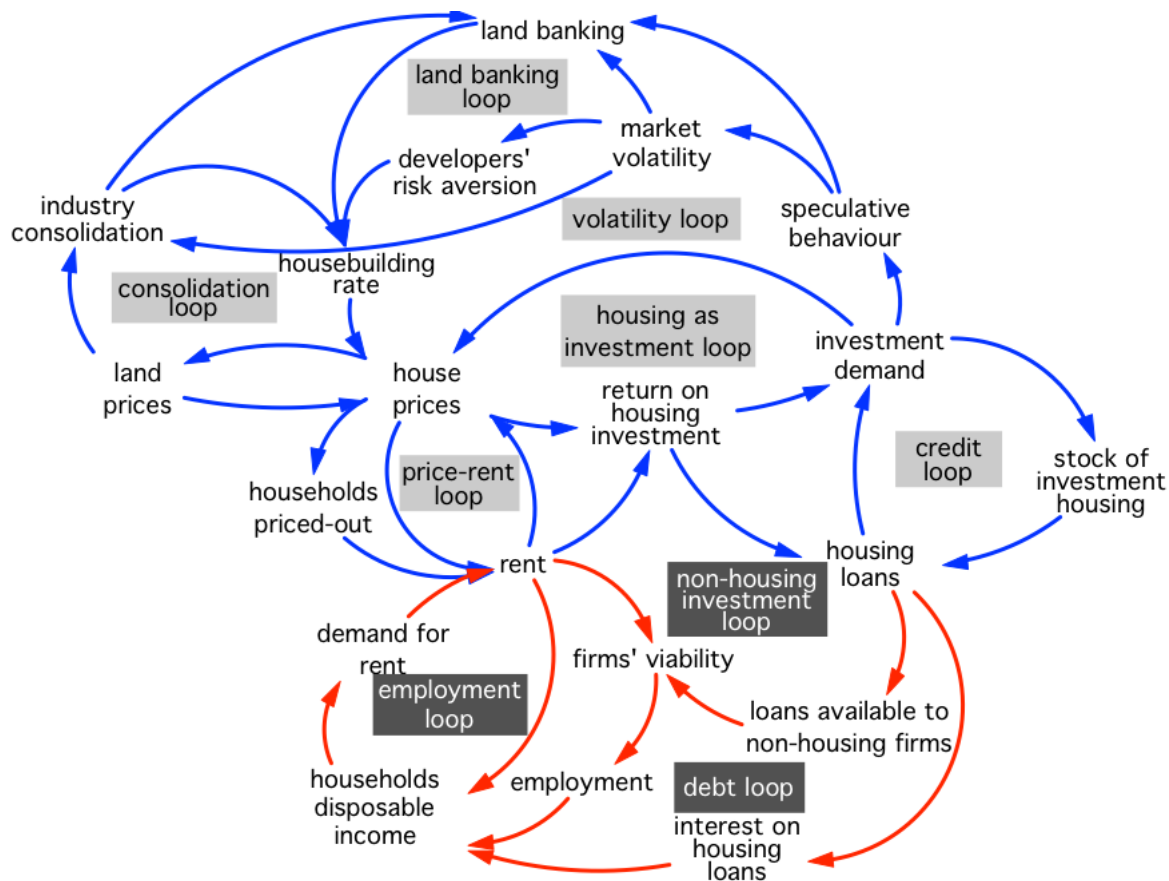 land banking
land banking
loop
market
volatility
developers'
risk aversion
industry
consolidation
speculative
behaviour
volatility loop
housebuilding
rate
consolidation
loop
housing as
investment loop
investment
demand
land
prices
house
prices
return on
housing
investment
credit
loop
stock of
investment
housing
price-rent
loop
households
priced-out
rent
housing
loans
non-housing
investment
loop
demand for
rent
firms' viability
employment
loop
loans available to
non-housing firms
households
disposable
income
employment
debt loop
interest on
housing
loans